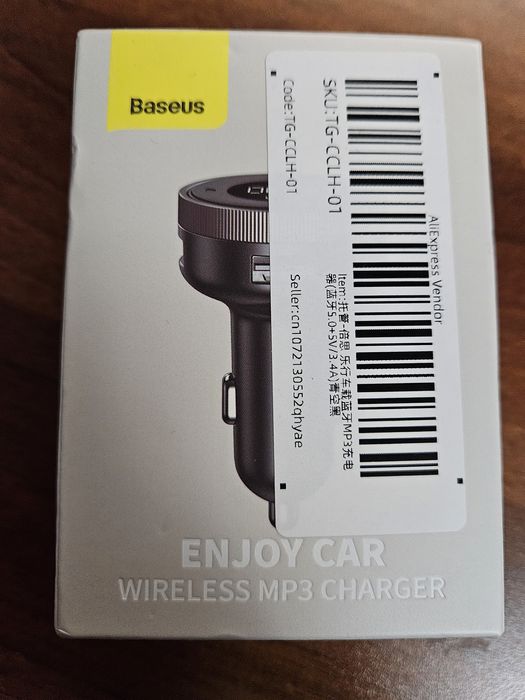 Baseus
SKU:TG-CCLH-01
Code:TG-CCLH-01
AliExpress Vendor
Item:托管-倍思 乐行车载蓝牙MP3充电
器(蓝牙5.0+5V/3.4A)青空黑
Seller:cn1072130552qhyae
ENJOY CAR
WIRELESS MP3 CHARGER